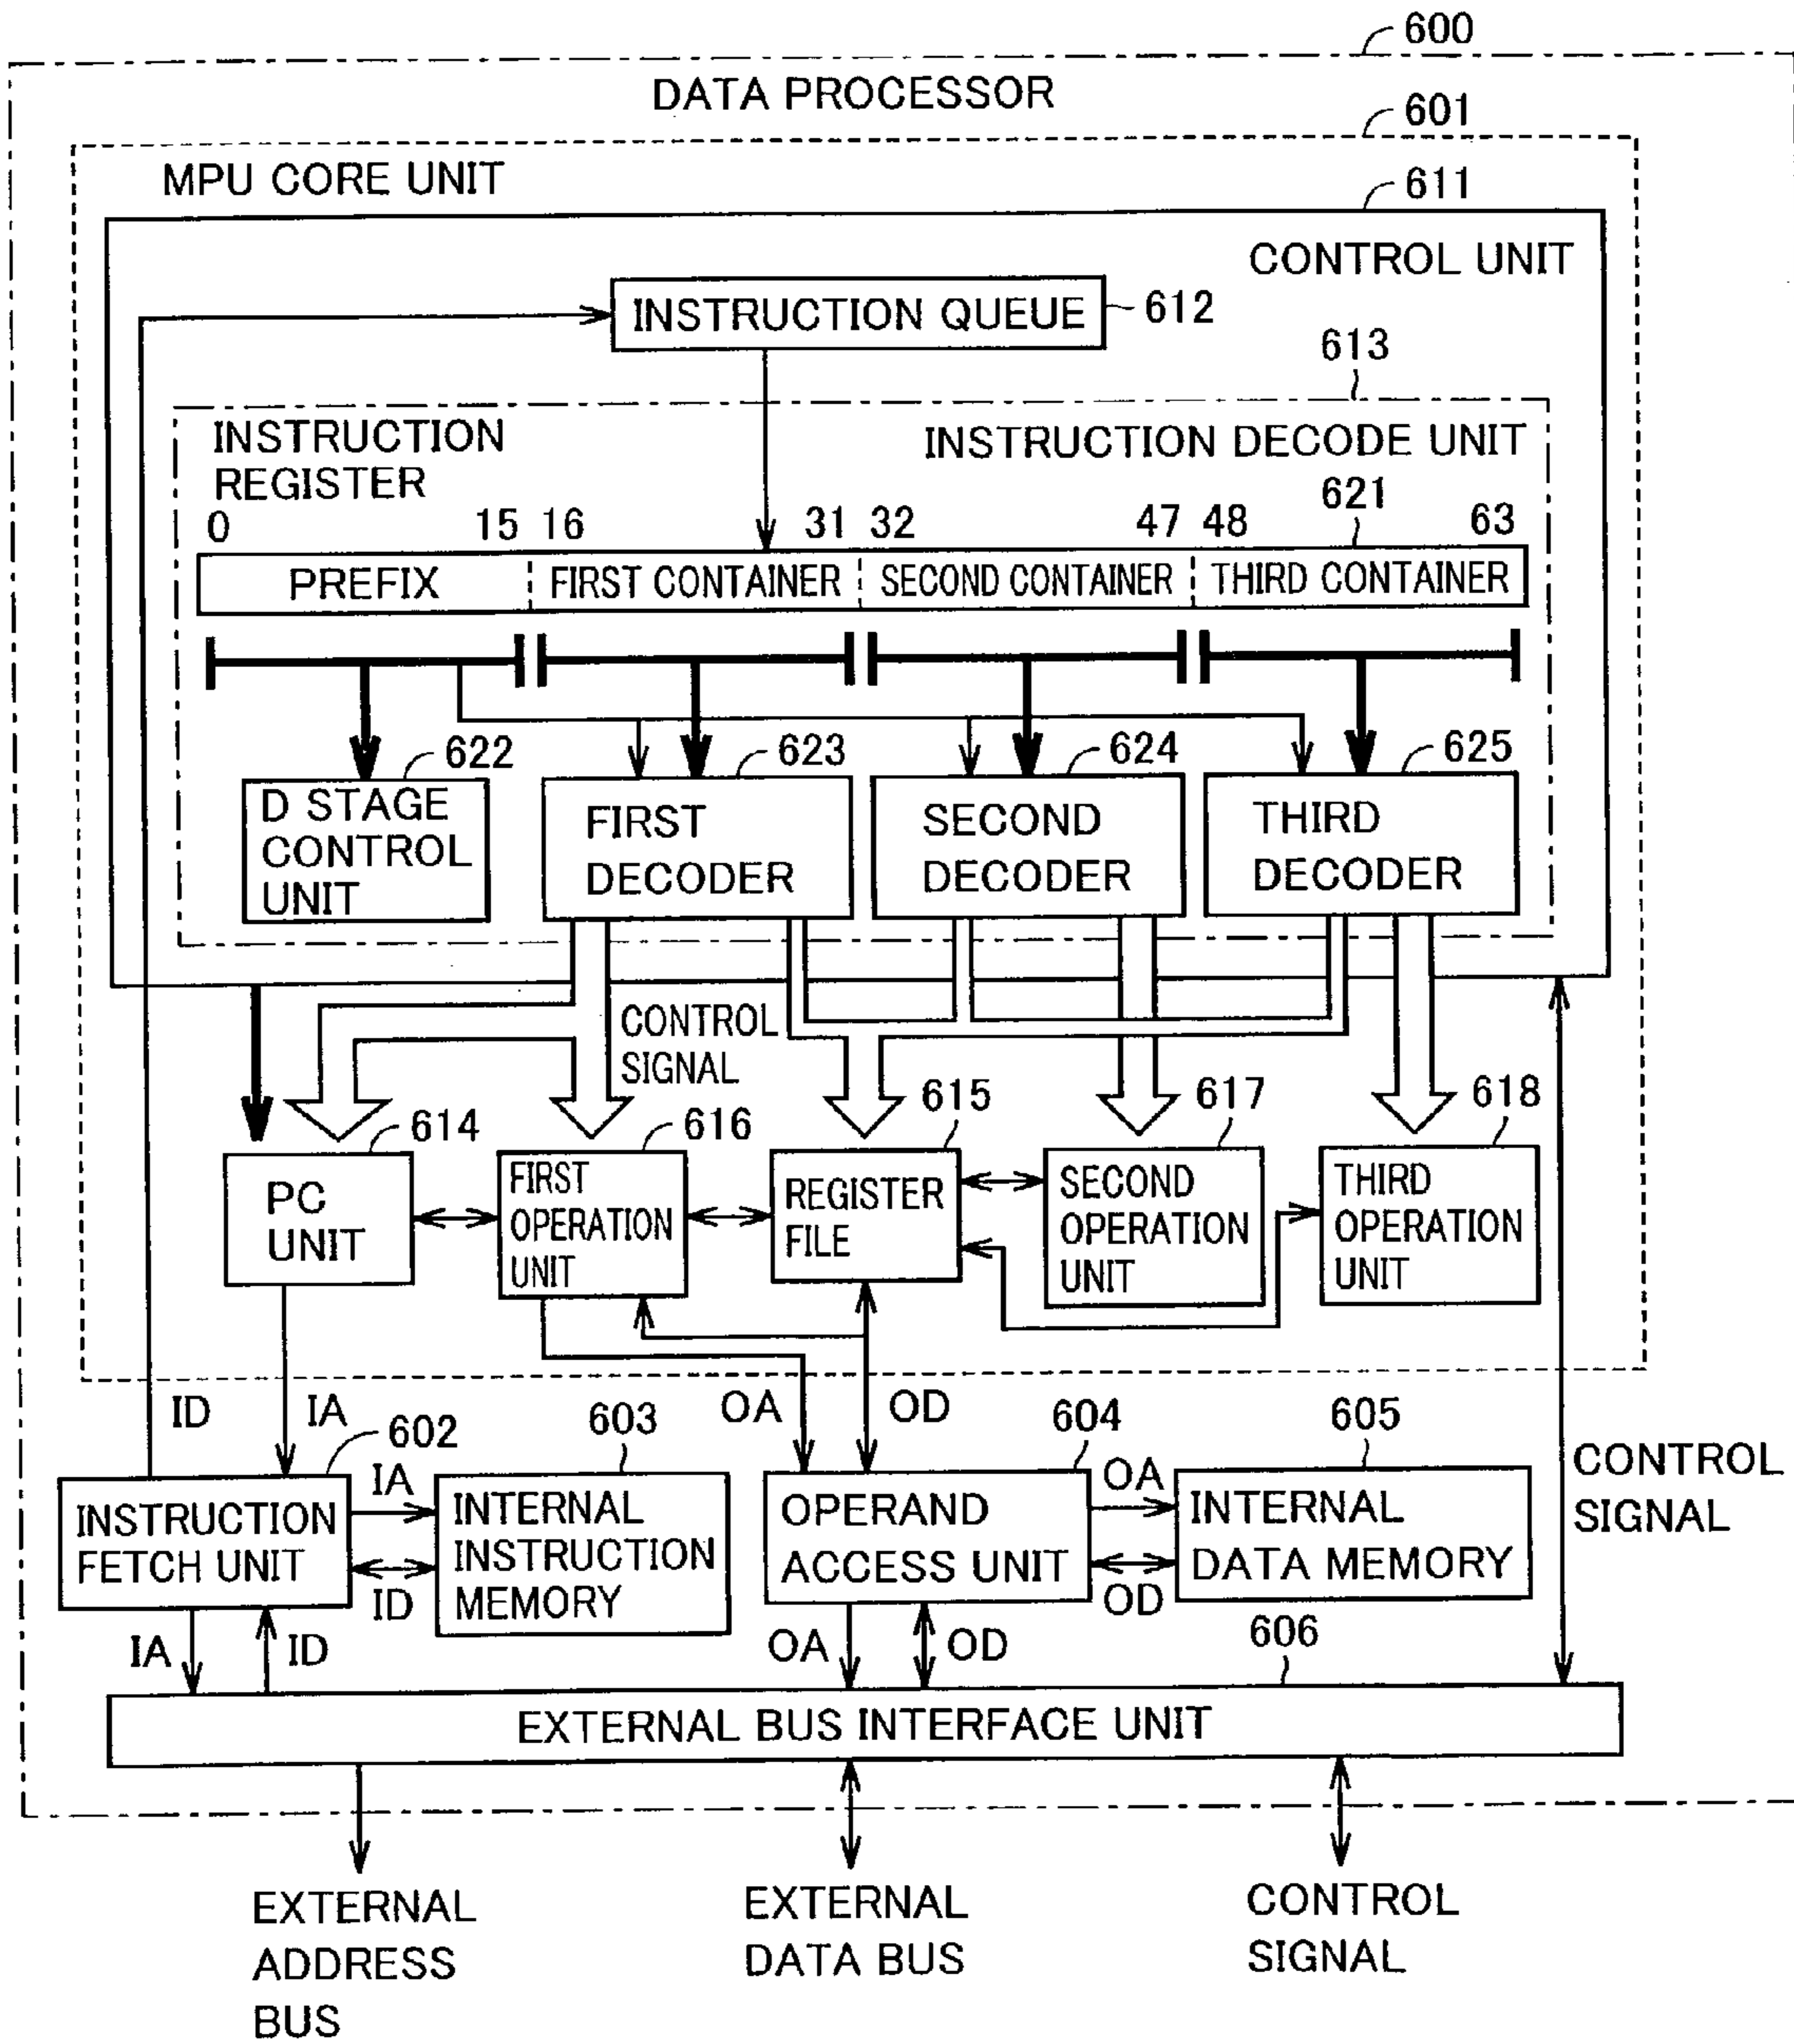 600
DATA PROCESSOR
601
MPU CORE UNIT
611
CONTROL UNIT
INSTRUCTION QUEUE
612
613
INSTRUCTION
REGISTER
INSTRUCTION DECODE UNIT
621
0 15 16 31 32 47 48 63
PREFIX FIRST CONTAINER SECOND CONTAINER THIRD CONTAINER
622 623 624 625
D STAGE
CONTROL
UNIT
FIRST
DECODER
SECOND
DECODER
THIRD
DECODER
CONTROL
SIGNAL
614 616 615 617 618
PC
UNIT
FIRST
OPERATION
UNIT
REGISTER
FILE
SECOND
OPERATION
UNIT
THIRD
OPERATION
UNIT
ID IA OA OD
602 603 604 605
INSTRUCTION
FETCH UNIT
IA
ID
INTERNAL
INSTRUCTION
MEMORY
OPERAND
ACCESS UNIT
OA
OD
INTERNAL
DATA MEMORY
CONTROL
SIGNAL
IA ID OA OD
606
EXTERNAL BUS INTERFACE UNIT
EXTERNAL
ADDRESS
BUS
EXTERNAL
DATA BUS
CONTROL
SIGNAL